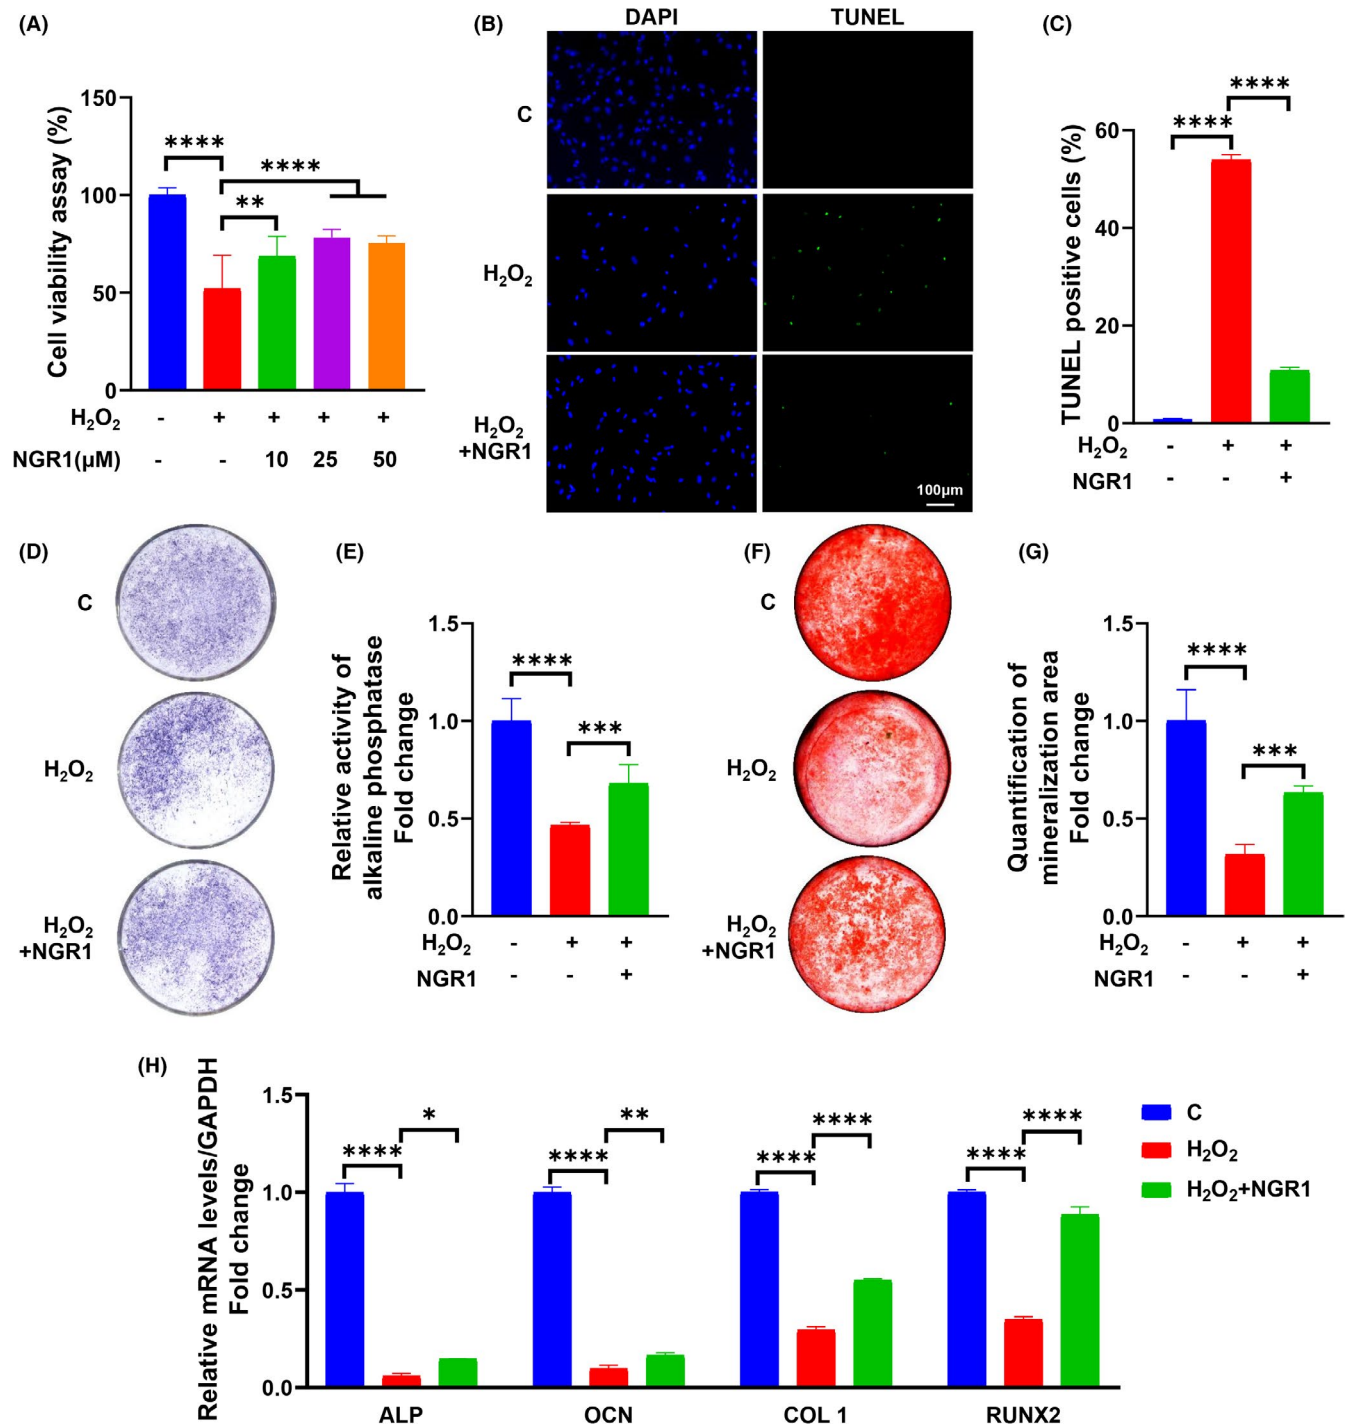 (A)
Cell viability assay (%)
150
100
50
0
****
****
**
H₂O₂ - + + + +
NGR1(μM) - - 10 25 50
(B)
DAPI TUNEL
C
H₂O₂
H₂O₂
+NGR1
100μm
(C)
TUNEL positive cells (%)
60
40
20
0
****
****
H₂O₂ - + +
NGR1 - - +
(D)
C
H₂O₂
H₂O₂
+NGR1
(E)
Relative activity of
alkaline phosphatase
Fold change
1.5
1.0
0.5
0.0
****
***
H₂O₂ - + +
NGR1 - - +
(F)
C
H₂O₂
H₂O₂
+NGR1
(G)
Quantification of
mineralization area
Fold change
1.5
1.0
0.5
0.0
****
***
H₂O₂ - + +
NGR1 - - +
(H)
Relative mRNA levels/GAPDH
Fold change
1.5
1.0
0.5
0.0
**** *
**** **
**** ****
**** ****
ALP OCN COL 1 RUNX2
C
H₂O₂
H₂O₂+NGR1